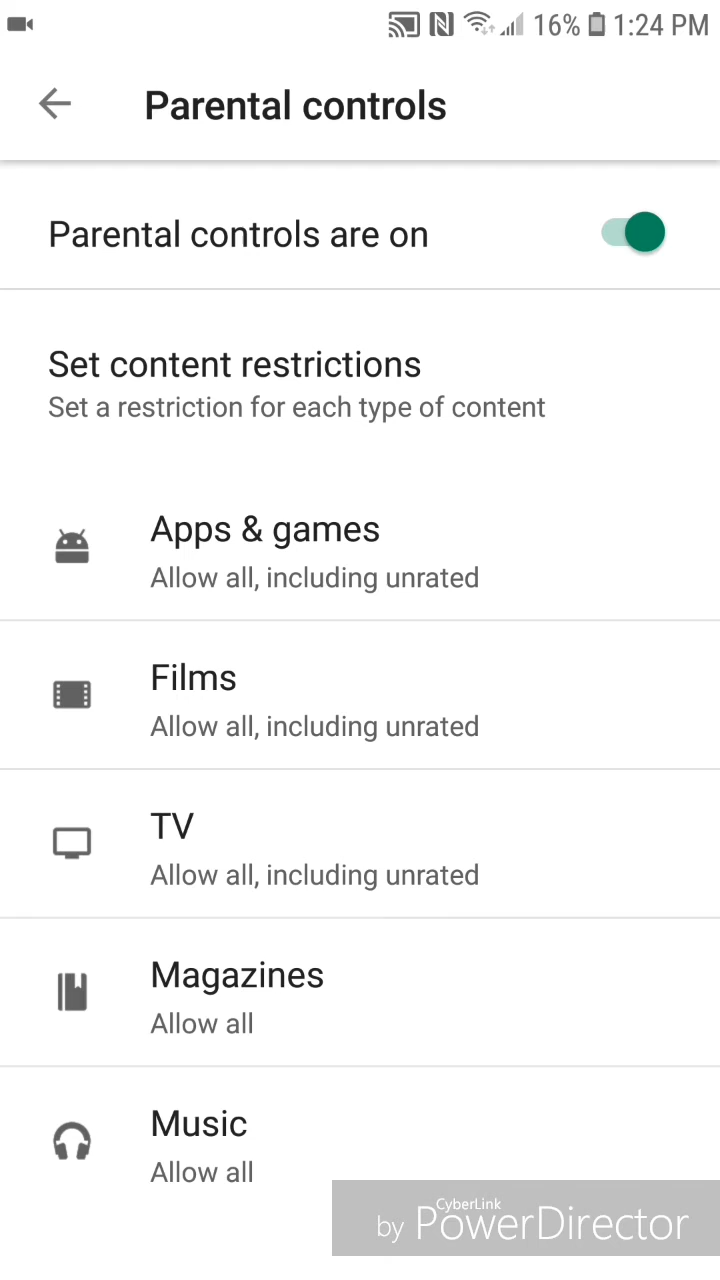 16% 1:24 PM
Parental controls
Parental controls are on
Set content restrictions
Set a restriction for each type of content
Apps & games
Allow all, including unrated
Films
Allow all, including unrated
TV
Allow all, including unrated
Magazines
Allow all
Music
Allow all
CyberLink
by PowerDirector